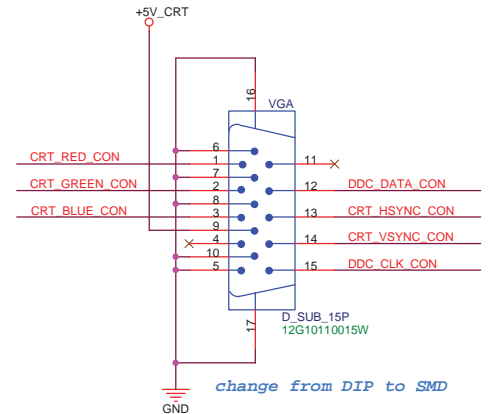 +5V_CRT
16
VGA
6
CRT_RED_CON
1
11
7
CRT_GREEN_CON
2
12
DDC_DATA_CON
8
CRT_BLUE_CON
3
13
CRT_HSYNC_CON
9
4
14
CRT_VSYNC_CON
10
5
15
DDC_CLK_CON
17
D_SUB_15P
12G10110015W
change from DIP to SMD
GND